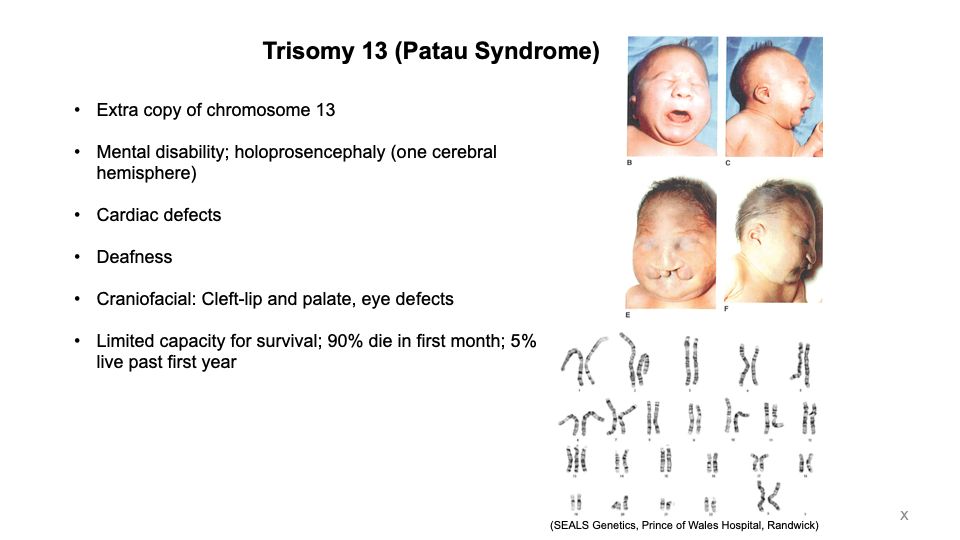 Trisomy 13 (Patau Syndrome)
• Extra copy of chromosome 13
• Mental disability; holoprosencephaly (one cerebral
hemisphere)
• Cardiac defects
• Deafness
• Craniofacial: Cleft-lip and palate, eye defects
• Limited capacity for survival; 90% die in first month; 5%
live past first year
B
C
E
F
(SEALS Genetics, Prince of Wales Hospital, Randwick)
X